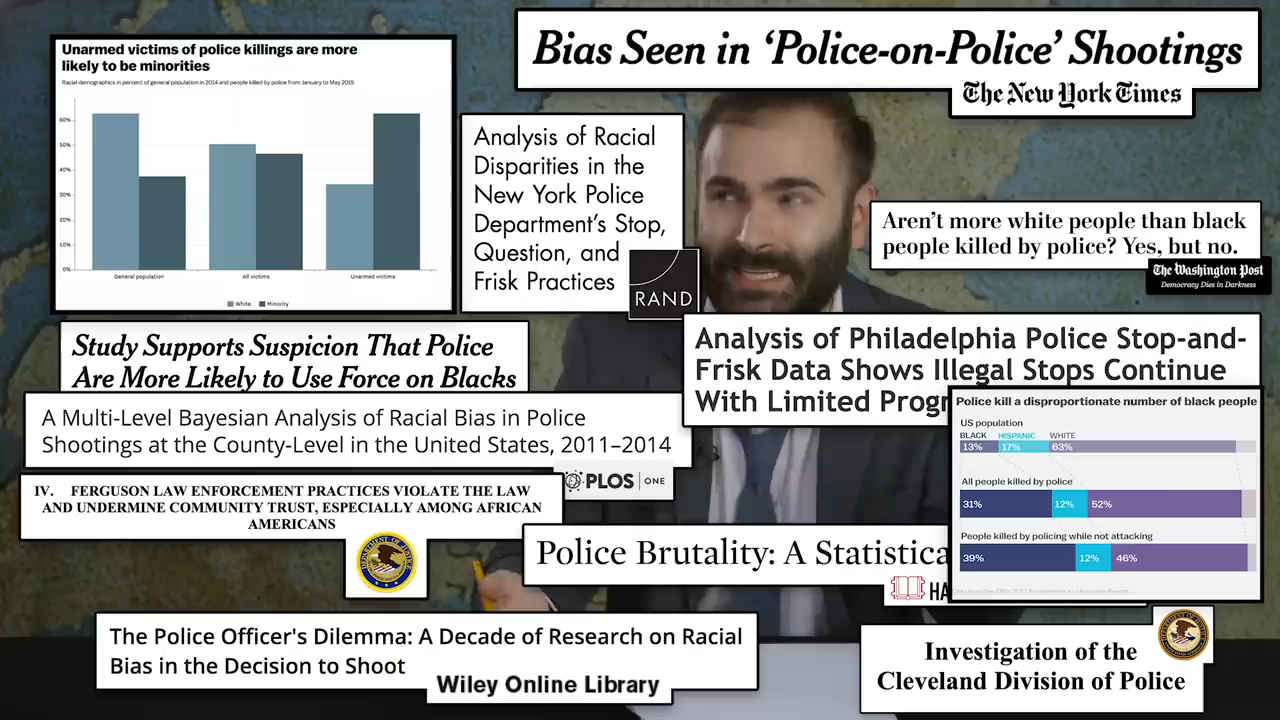 Bias Seen in ‘Police-on-Police’ Shootings
The New York Times
Unarmed victims of police killings are more
likely to be minorities
Racial demographics in percent of general population in 2014 and people killed by police from January to May 2015
60%
50%
40%
30%
20%
10%
0%
General population
All victims
Unarmed victims
White
Minority
Analysis of Racial
Disparities in the
New York Police
Department’s Stop,
Question, and
Frisk Practices
RAND
Aren’t more white people than black
people killed by police? Yes, but no.
The Washington Post
Democracy Dies in Darkness
Study Supports Suspicion That Police
Are More Likely to Use Force on Blacks
Analysis of Philadelphia Police Stop-and-
Frisk Data Shows Illegal Stops Continue
With Limited Progr
A Multi-Level Bayesian Analysis of Racial Bias in Police
Shootings at the County-Level in the United States, 2011–2014
PLOS ONE
Police kill a disproportionate number of black people
US population
BLACK HISPANIC WHITE
13% 17% 63%
All people killed by police
31% 12% 52%
People killed by policing while not attacking
39% 12% 46%
IV. FERGUSON LAW ENFORCEMENT PRACTICES VIOLATE THE LAW
AND UNDERMINE COMMUNITY TRUST, ESPECIALLY AMONG AFRICAN
AMERICANS
Police Brutality: A Statistica
HA
The Police Officer's Dilemma: A Decade of Research on Racial
Bias in the Decision to Shoot
Wiley Online Library
Investigation of the
Cleveland Division of Police